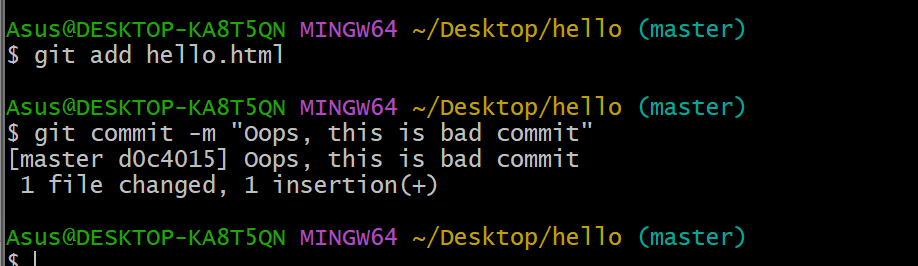 Asus@DESKTOP-KA8T5QN MINGW64 ~/Desktop/hello (master)
$ git add hello.html
Asus@DESKTOP-KA8T5QN MINGW64 ~/Desktop/hello (master)
$ git commit -m "Oops, this is bad commit"
[master d0c4015] Oops, this is bad commit
 1 file changed, 1 insertion(+)
Asus@DESKTOP-KA8T5QN MINGW64 ~/Desktop/hello (master)
$